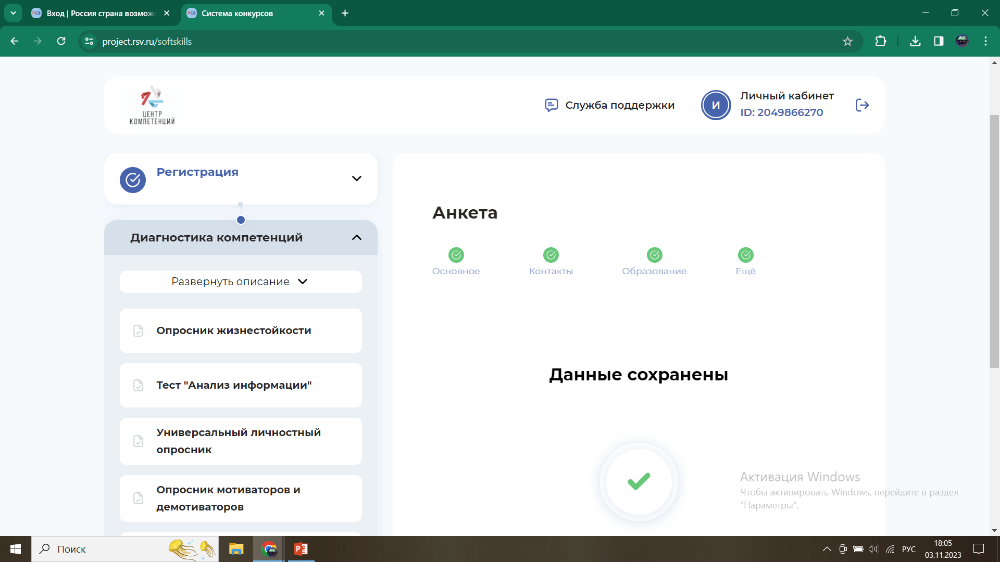 Вход | Россия страна возмож
Система конкурсов
project.rsv.ru/softskills
ЦЕНТР
КОМПЕТЕНЦИЙ
Служба поддержки
И
Личный кабинет
ID: 2049866270
Регистрация
Диагностика компетенций
Развернуть описание
Опросник жизнестойкости
Тест "Анализ информации"
Универсальный личностный
опросник
Опросник мотиваторов и
демотиваторов
Анкета
Основное
Контакты
Образование
Ещё
Данные сохранены
Активация Windows
Чтобы активировать Windows, перейдите в раздел
"Параметры".
Поиск
РУС
18:05
03.11.2023